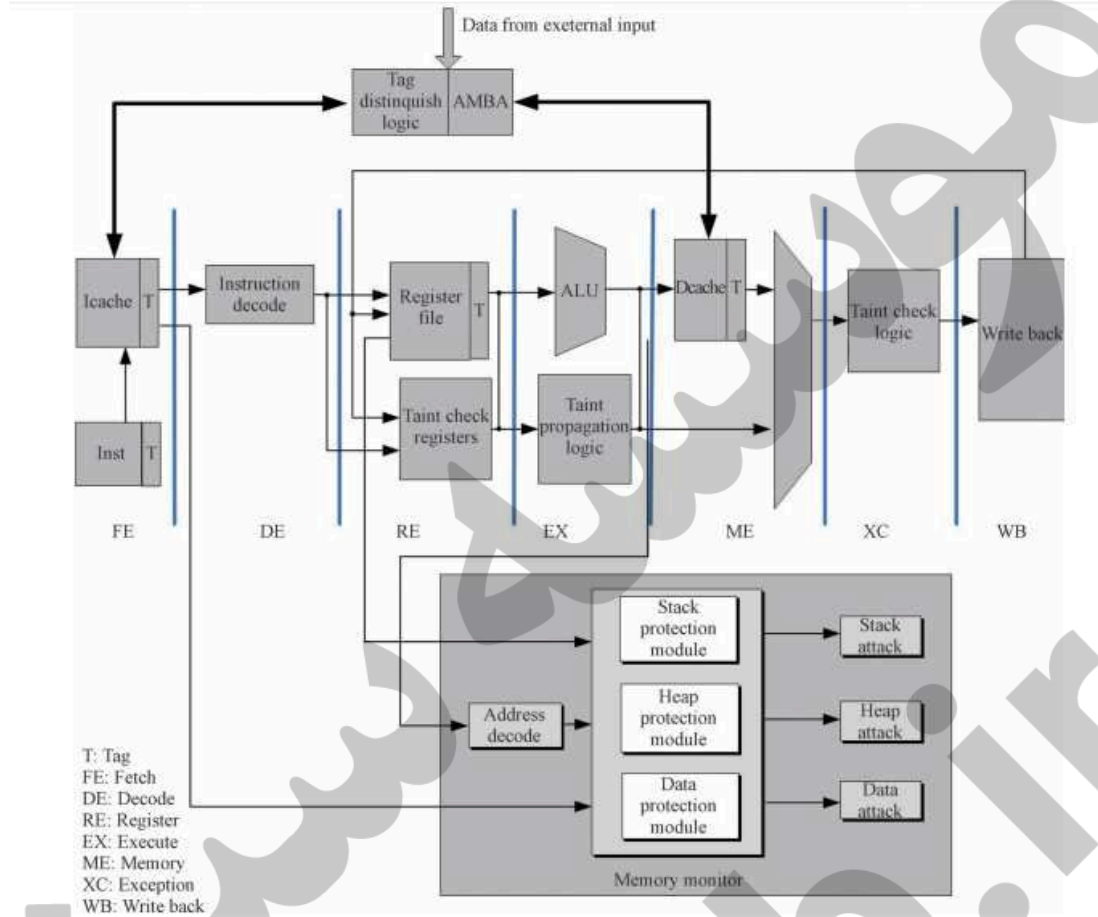 Data from exeternal input
Tag
distinquish
logic
AMBA
Icache
T
Instruction
decode
Register
file
T
ALU
Dcache
T
Taint check
logic
Write back
Inst
T
Taint check
registers
Taint
propagation
logic
FE
DE
RE
EX
ME
XC
WB
Stack
protection
module
Stack
attack
Address
decode
Heap
protection
module
Heap
attack
Data
protection
module
Data
attack
Memory monitor
T: Tag
FE: Fetch
DE: Decode
RE: Register
EX: Execute
ME: Memory
XC: Exception
WB: Write back